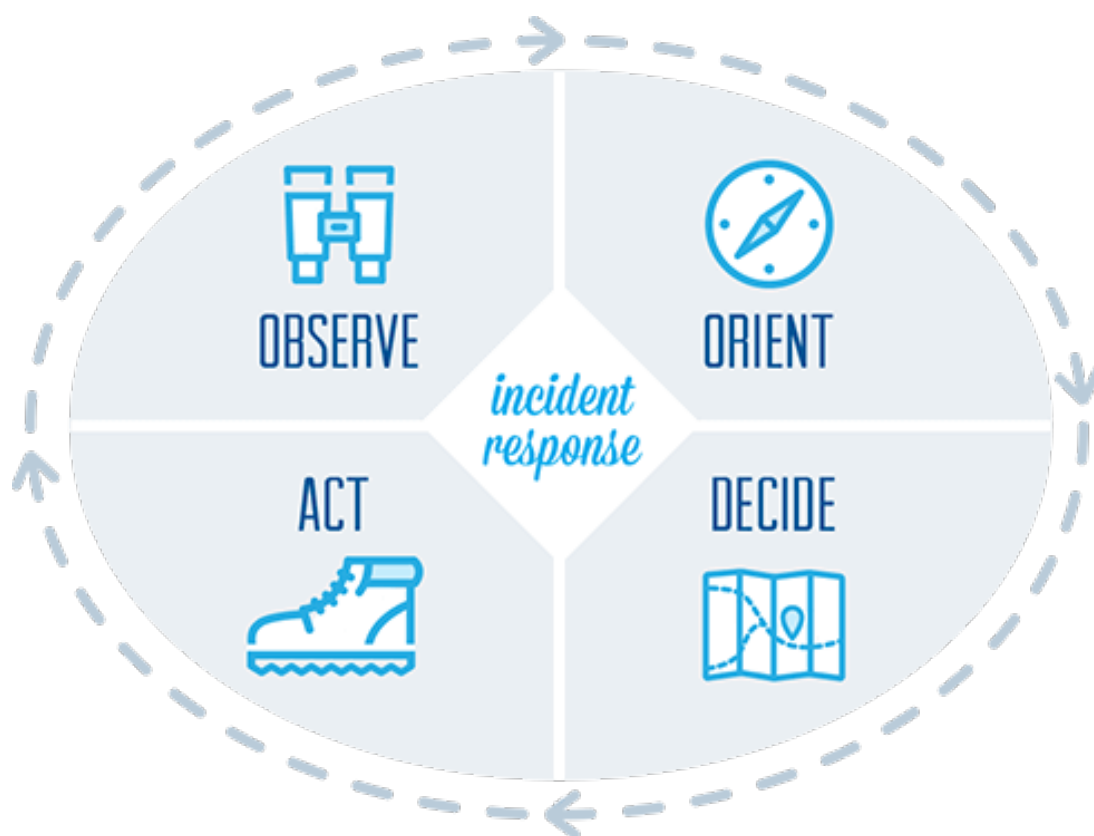 OBSERVE
ORIENT
incident
response
ACT
DECIDE